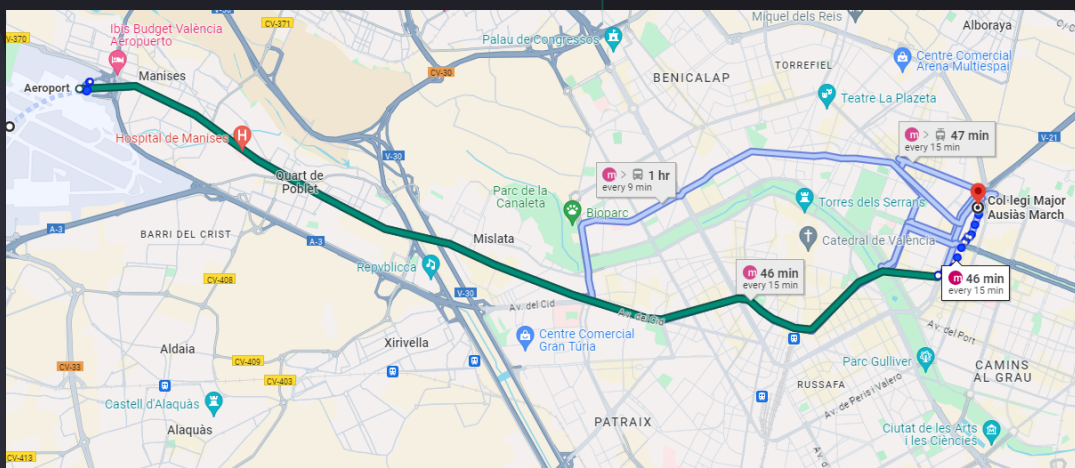 CV-371
Miquel dels Reis
Alboraya
CV-370
Ibis Budget València
Aeropuerto
Palau de Congressos
Centre Comercial
Arena Multiespai
TORREFIEL
Manises
CV-30
BENICALAP
Aeroport
Teatre La Plazeta
Hospital de Manises
m > 47 min
every 15 min
V-21
V-30
Quart de
Poblet
m > 1 hr
every 9 min
Parc de la
Canaleta
Bioparc
Torres dels Serrans
Col·legi Major
Ausiàs March
A-3
BARRI DEL CRIST
A-3
Mislata
Catedral de València
Repvblicca
CV-408
m 46 min
every 15 min
m 46 min
every 15 min
V-30
Av. del Cid
Av. del Cid
Centre Comercial
Gran Túria
Av. del Port
Aldaia
Xirivella
CV-409
CV-33
CV-403
Parc Gulliver
CAMINS
AL GRAU
RUSSAFA
Av. de Peris i Valero
Castell d'Alaquàs
Alaquàs
PATRAIX
Ciutat de les Arts
i les Ciències
CV-413